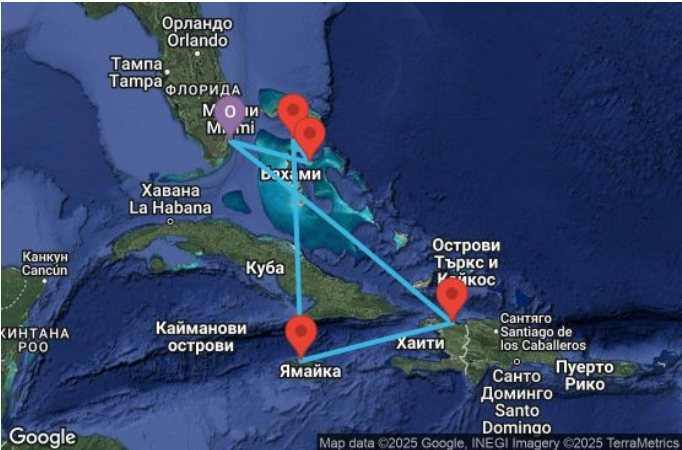 Орландо
Orlando
Тампа
Tampa
ФЛОРИДА
O
Бахами
Хавана
La Habana
Канкун
Cancún
Куба
Острови
Търкс и
Кайкос
КИНТАНА
РОО
Кайманови
острови
Ямайка
Хаити
Сантяго
Santiago de
los Caballeros
Санто
Доминго
Santo
Domingo
Пуерто
Рико
Google
Map data ©2025 Google, INEGI Imagery ©2025 TerraMetrics